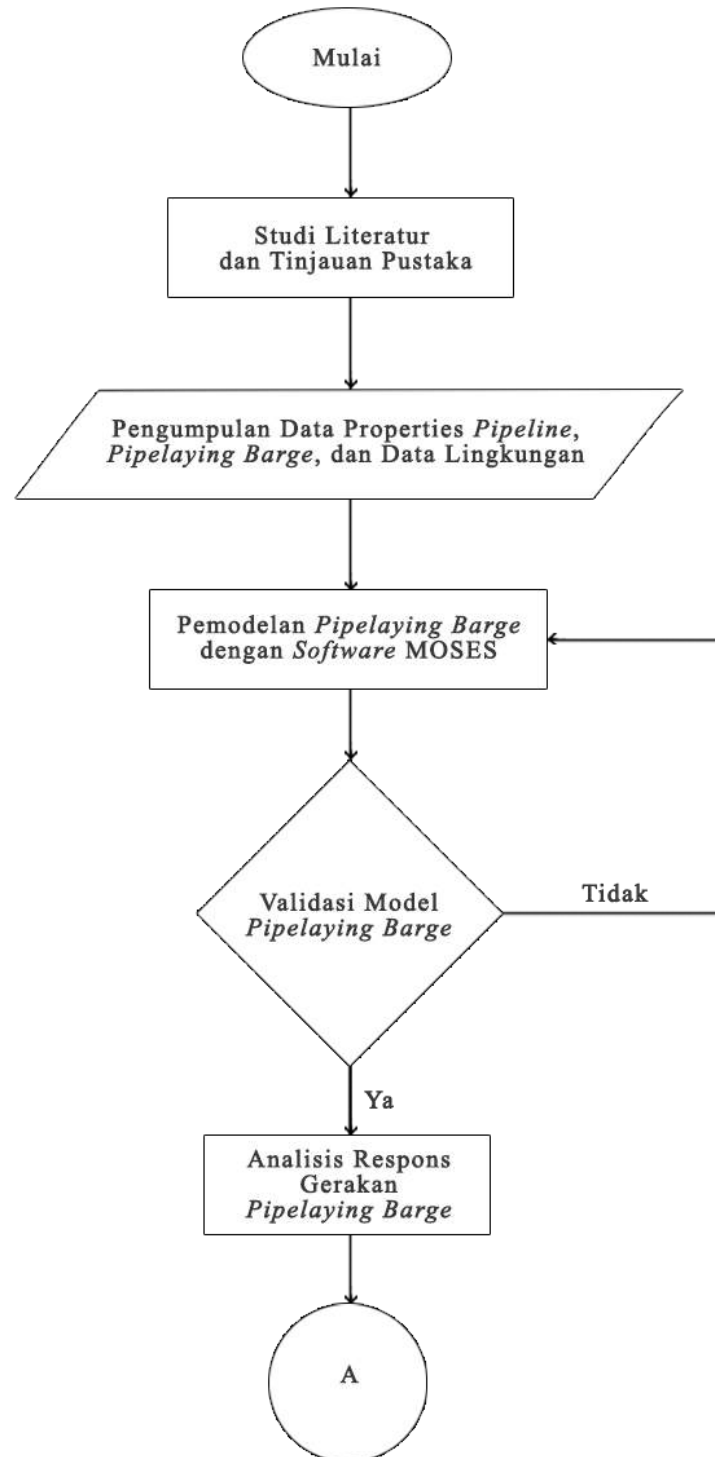 Mulai
Studi Literatur
dan Tinjauan Pustaka
Pengumpulan Data Properties Pipeline,
Pipelaying Barge, dan Data Lingkungan
Pemodelan Pipelaying Barge
dengan Software MOSES
Validasi Model
Pipelaying Barge
Tidak
Ya
Analisis Respons
Gerakan
Pipelaying Barge
A